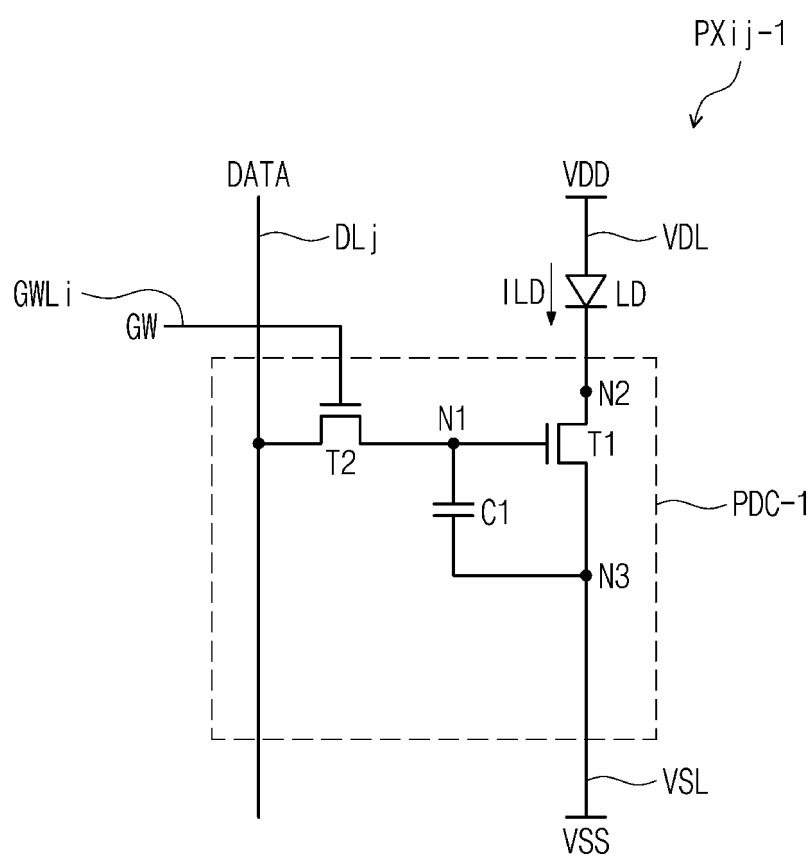 PXij-1
DATA
VDD
DLj
VDL
GWLi
GW
ILD
LD
N2
N1
T1
T2
C1
PDC-1
N3
VSL
VSS